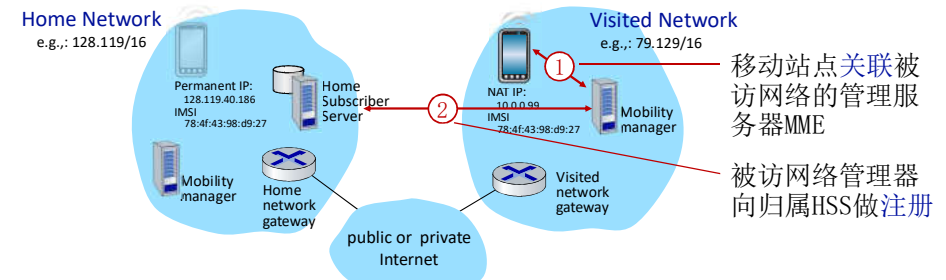 Home Network
e.g.,: 128.119/16
Permanent IP:
128.119.40.186
IMSI
78:4f:43:98:d9:27
Home
Subscriber
Server
Mobility
manager
Home
network
gateway
public or private
Internet
Visited Network
e.g.,: 79.129/16
NAT IP:
10.0.0.99
IMSI
78:4f:43:98:d9:27
Mobility
manager
Visited
network
gateway
1
2
移动站点关联被
访网络的管理服
务器MME
被访网络管理器
向归属HSS做注册